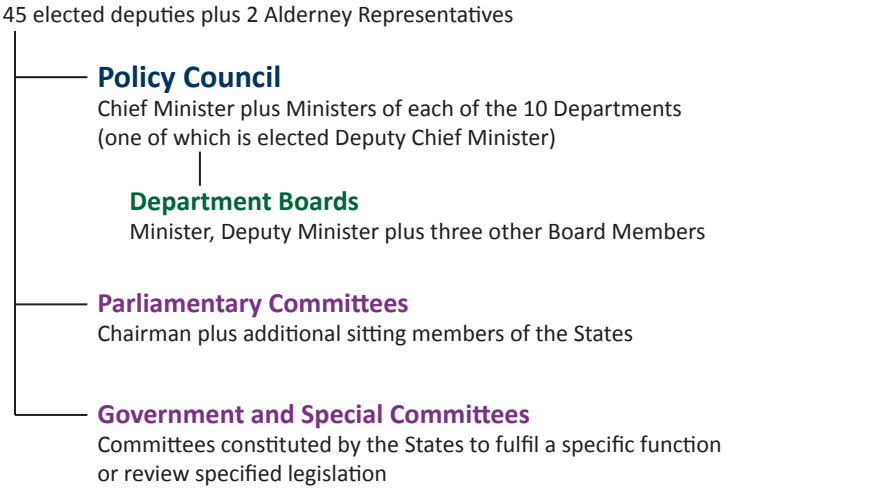 45 elected deputies plus 2 Alderney Representatives
Policy Council
Chief Minister plus Ministers of each of the 10 Departments
(one of which is elected Deputy Chief Minister)
Department Boards
Minister, Deputy Minister plus three other Board Members
Parliamentary Committees
Chairman plus additional sitting members of the States
Government and Special Committees
Committees constituted by the States to fulfil a specific function
or review specified legislation